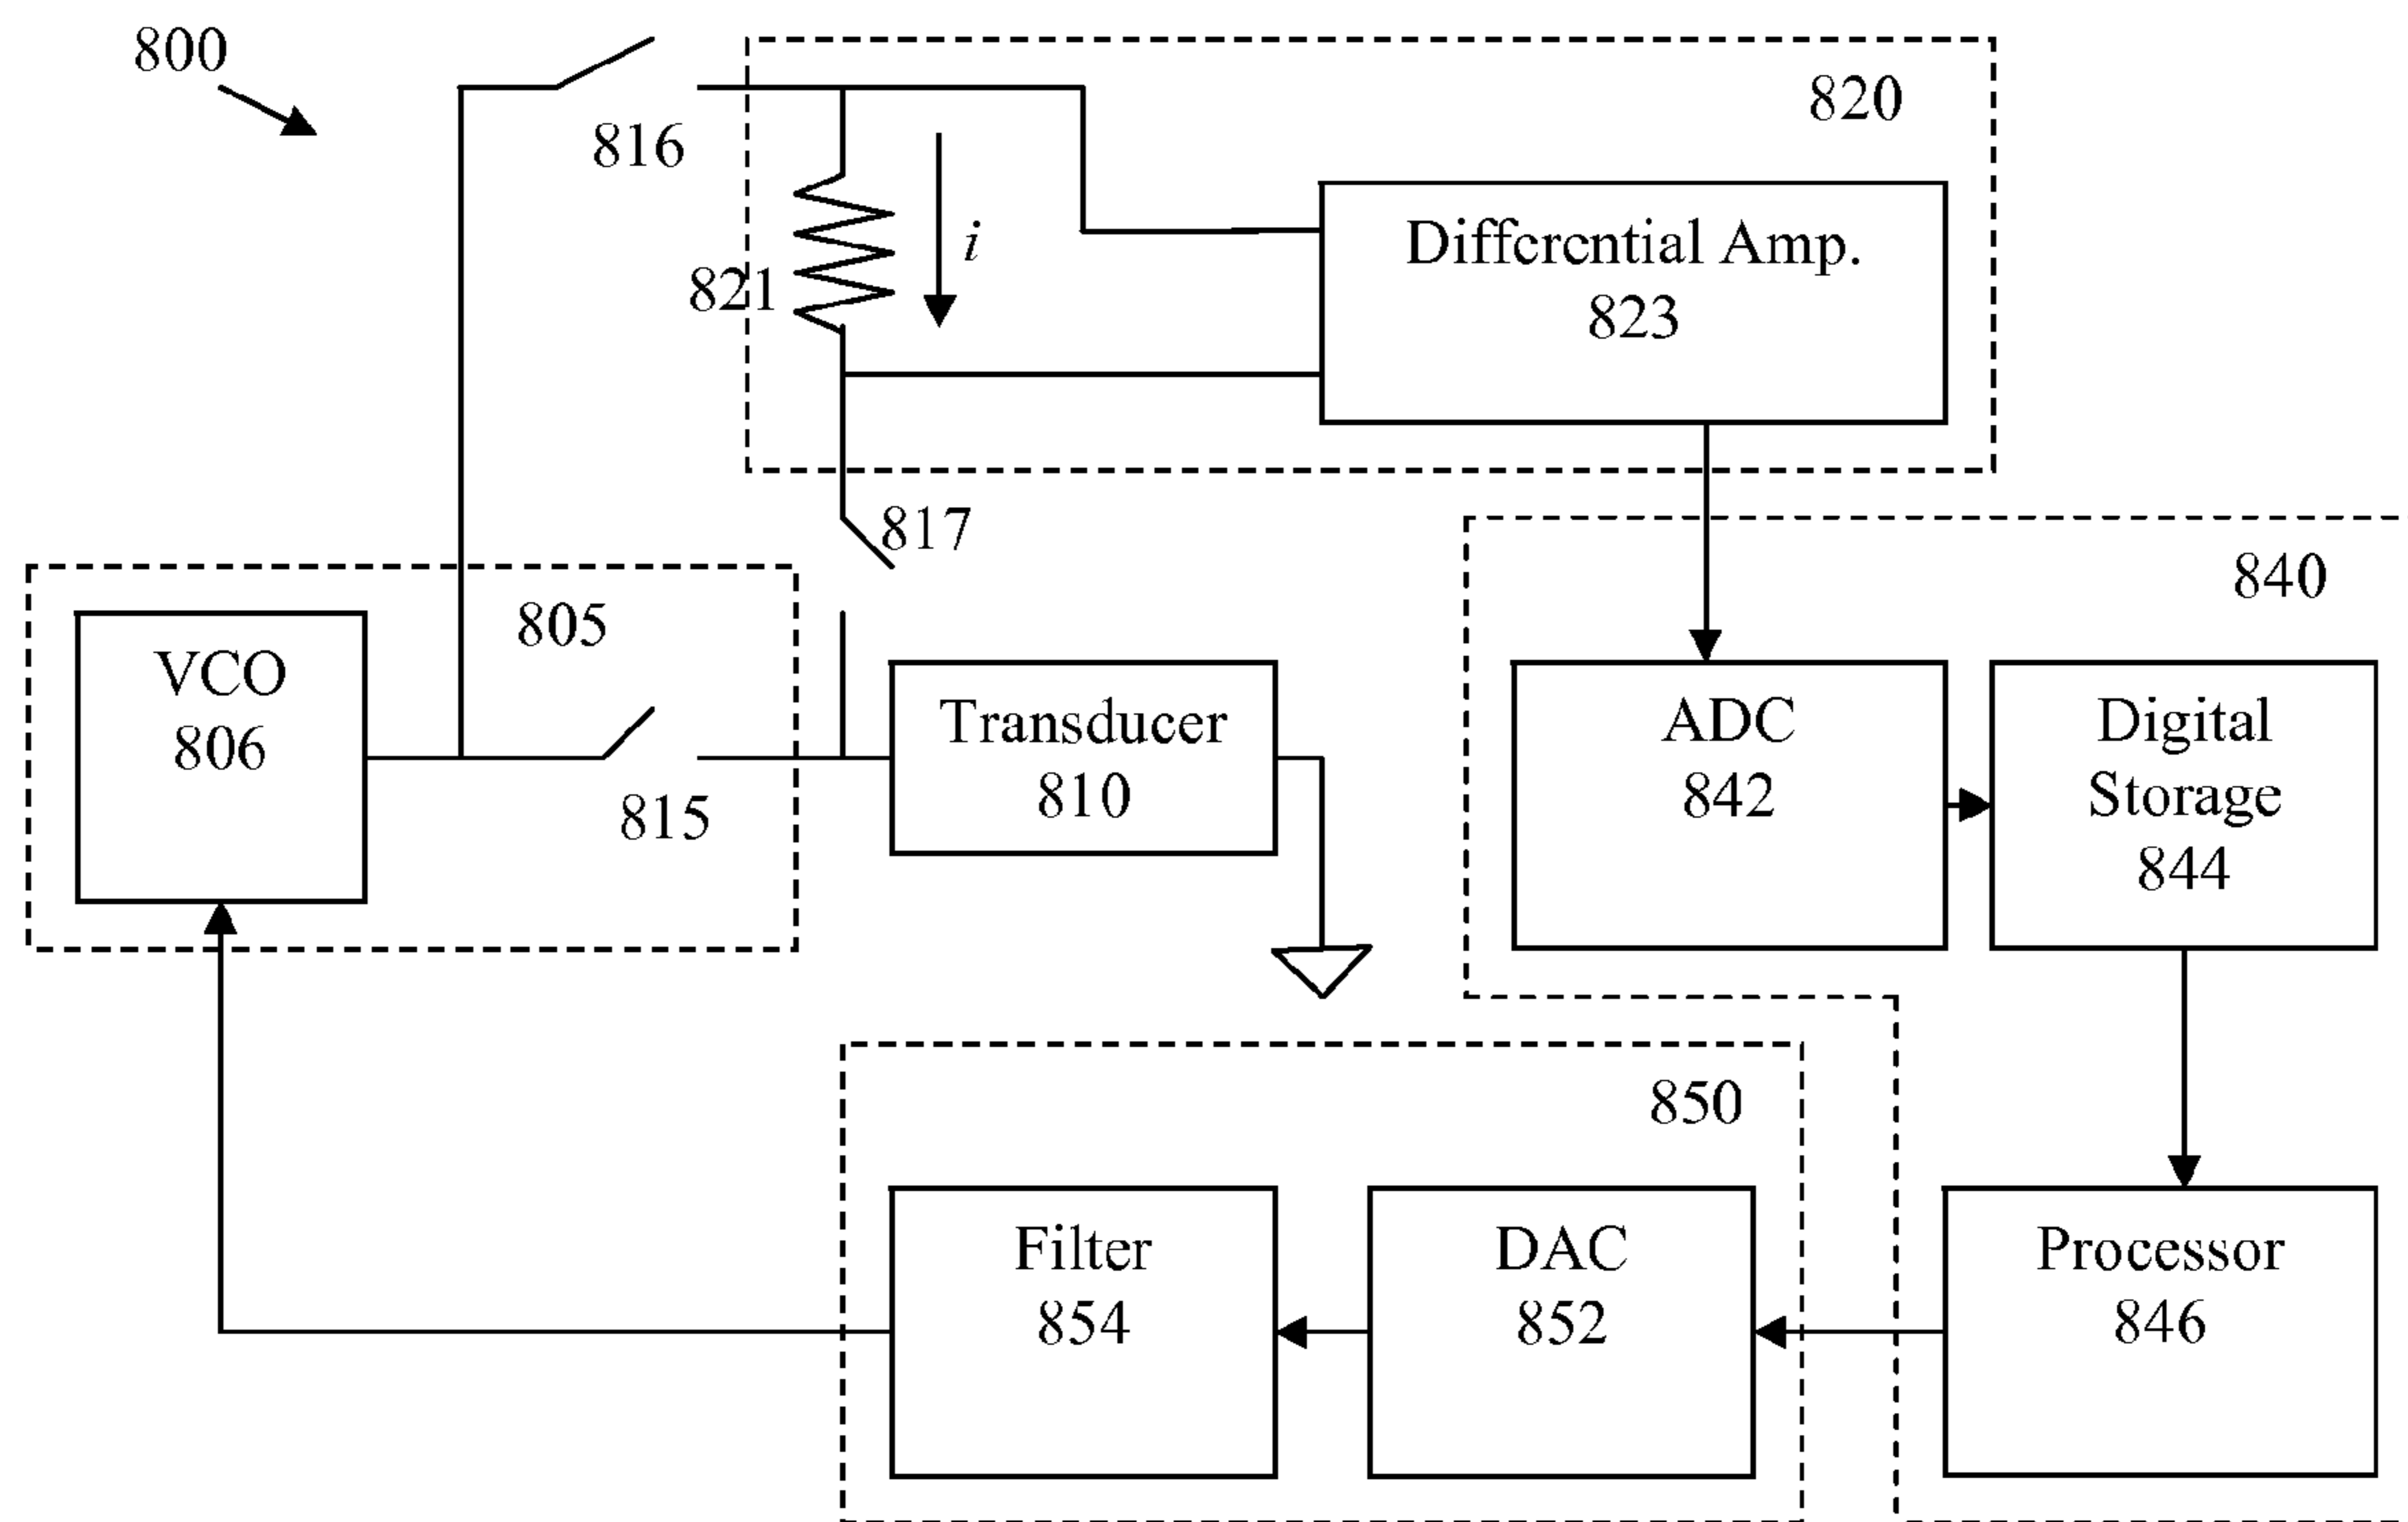 800
820
816
i
821
Differential Amp.
823
817
840
805
VCO
806
815
Transducer
810
ADC
842
Digital
Storage
844
850
Filter
854
DAC
852
Processor
846